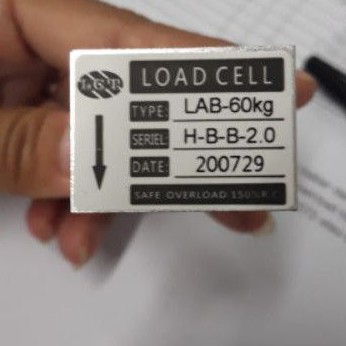 LOAD CELL
TYPE: LAB-60kg
SERIEL: H-B-B-2.0
DATE: 200729
SAFE OVERLOAD 150%R.C